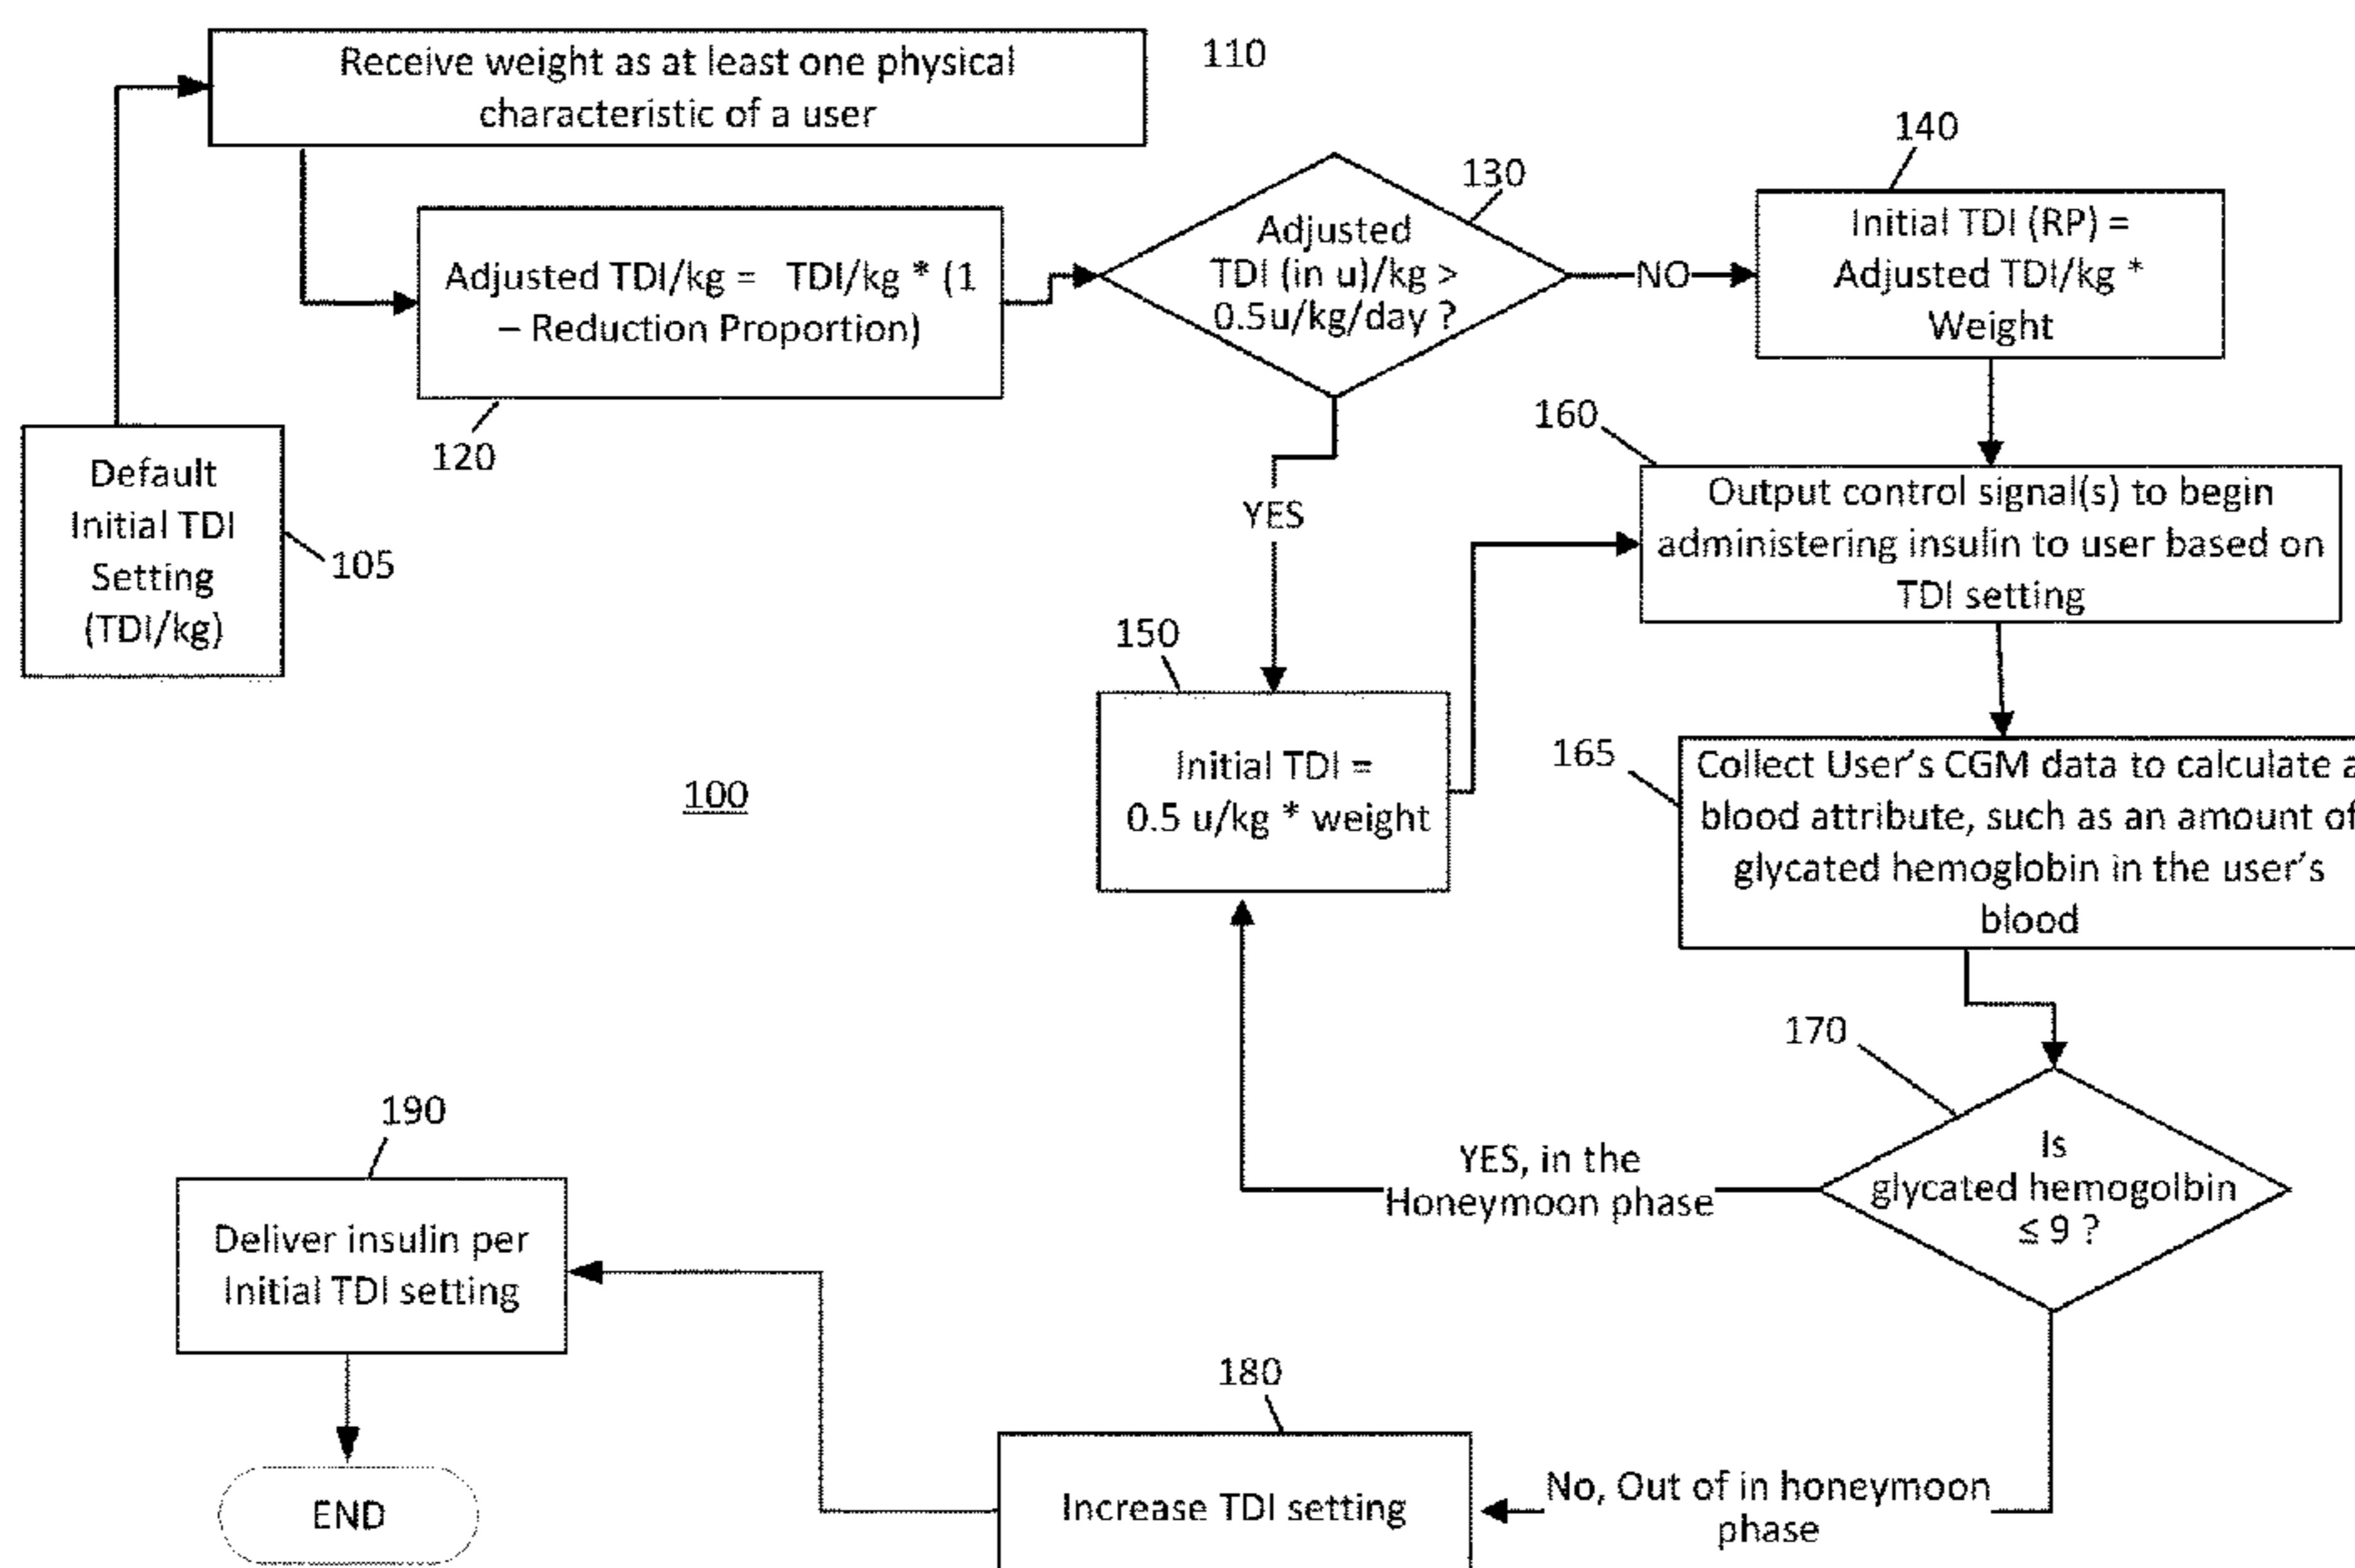 Receive weight as at least one physical
characteristic of a user
110
Adjusted TDI/kg = TDI/kg * (1
– Reduction Proportion)
120
Default
Initial TDI
Setting
(TDI/kg)
105
130
Adjusted
TDI (in u)/kg >
0.5u/kg/day ?
NO
YES
140
Initial TDI (RP) =
Adjusted TDI/kg *
Weight
160
Output control signal(s) to begin
administering insulin to user based on
TDI setting
150
Initial TDI =
0.5 u/kg * weight
100
165
Collect User's CGM data to calculate a
blood attribute, such as an amount of
glycated hemoglobin in the user's
blood
170
Is
glycated hemogolbin
≤ 9 ?
YES, in the
Honeymoon phase
No, Out of in honeymoon
phase
180
Increase TDI setting
190
Deliver insulin per
Initial TDI setting
END